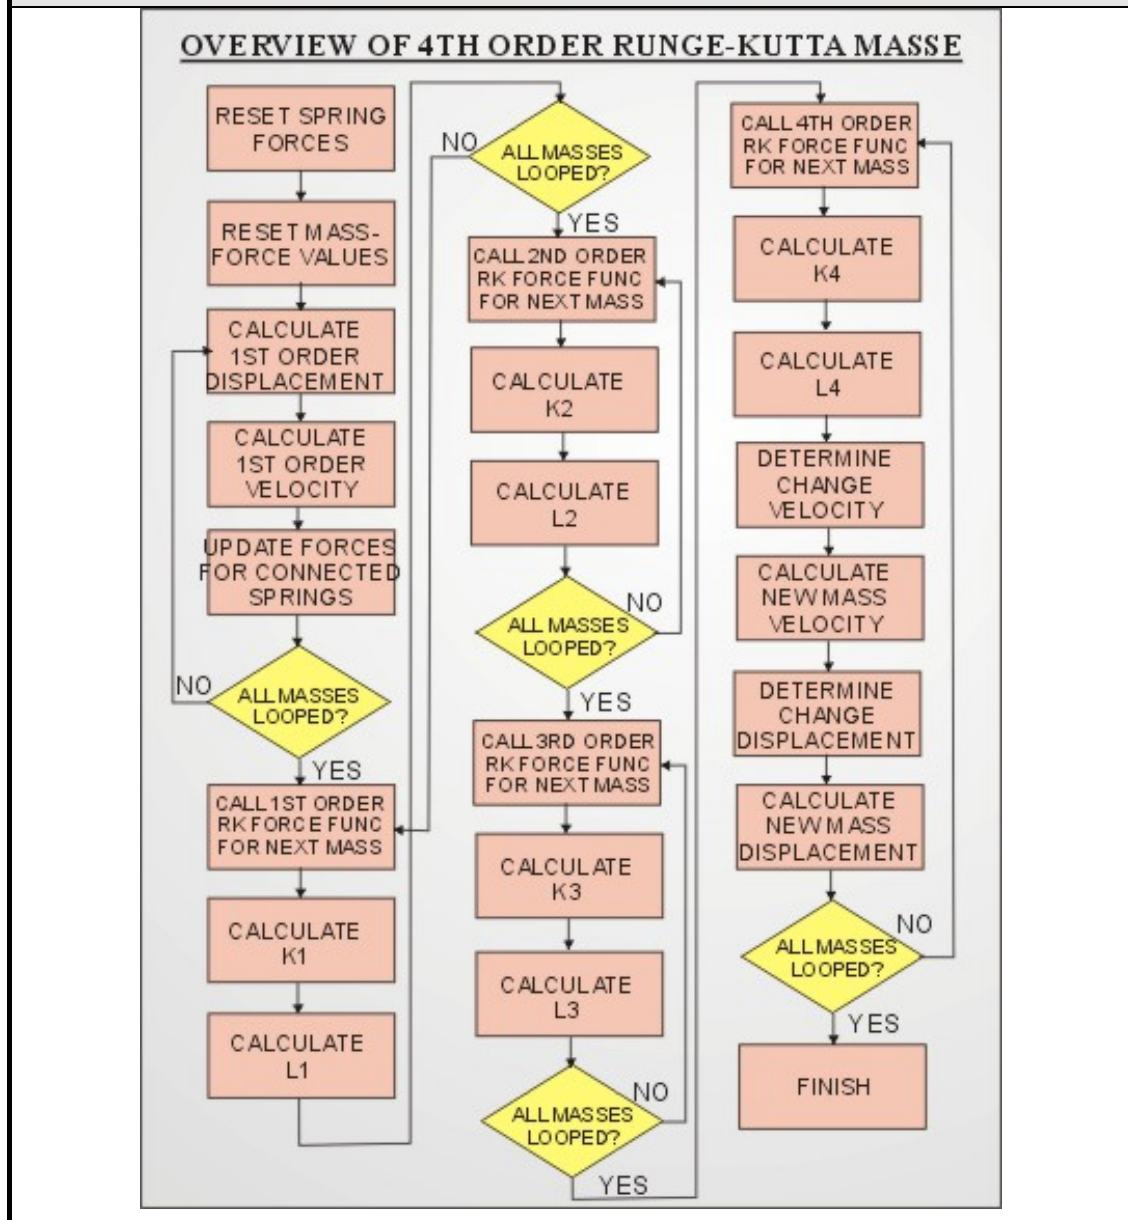 OVERVIEW OF 4TH ORDER RUNGE-KUTTA MASSE
RESET SPRING
FORCES
RESET MASS-
FORCE VALUES
CALCULATE
1ST ORDER
DISPLACEMENT
CALCULATE
1ST ORDER
VELOCITY
UPDATE FORCES
FOR CONNECTED
SPRINGS
NO
ALL MASSES
LOOPED?
YES
CALL 1ST ORDER
RK FORCE FUNC
FOR NEXT MASS
CALCULATE
K1
CALCULATE
L1
NO
ALL MASSES
LOOPED?
YES
CALL 2ND ORDER
RK FORCE FUNC
FOR NEXT MASS
CALCULATE
K2
CALCULATE
L2
NO
ALL MASSES
LOOPED?
YES
CALL 3RD ORDER
RK FORCE FUNC
FOR NEXT MASS
CALCULATE
K3
CALCULATE
L3
NO
ALL MASSES
LOOPED?
YES
CALL 4TH ORDER
RK FORCE FUNC
FOR NEXT MASS
CALCULATE
K4
CALCULATE
L4
DETERMINE
CHANGE
VELOCITY
CALCULATE
NEW MASS
VELOCITY
DETERMINE
CHANGE
DISPLACEMENT
CALCULATE
NEW MASS
DISPLACEMENT
NO
ALL MASSES
LOOPED?
YES
FINISH